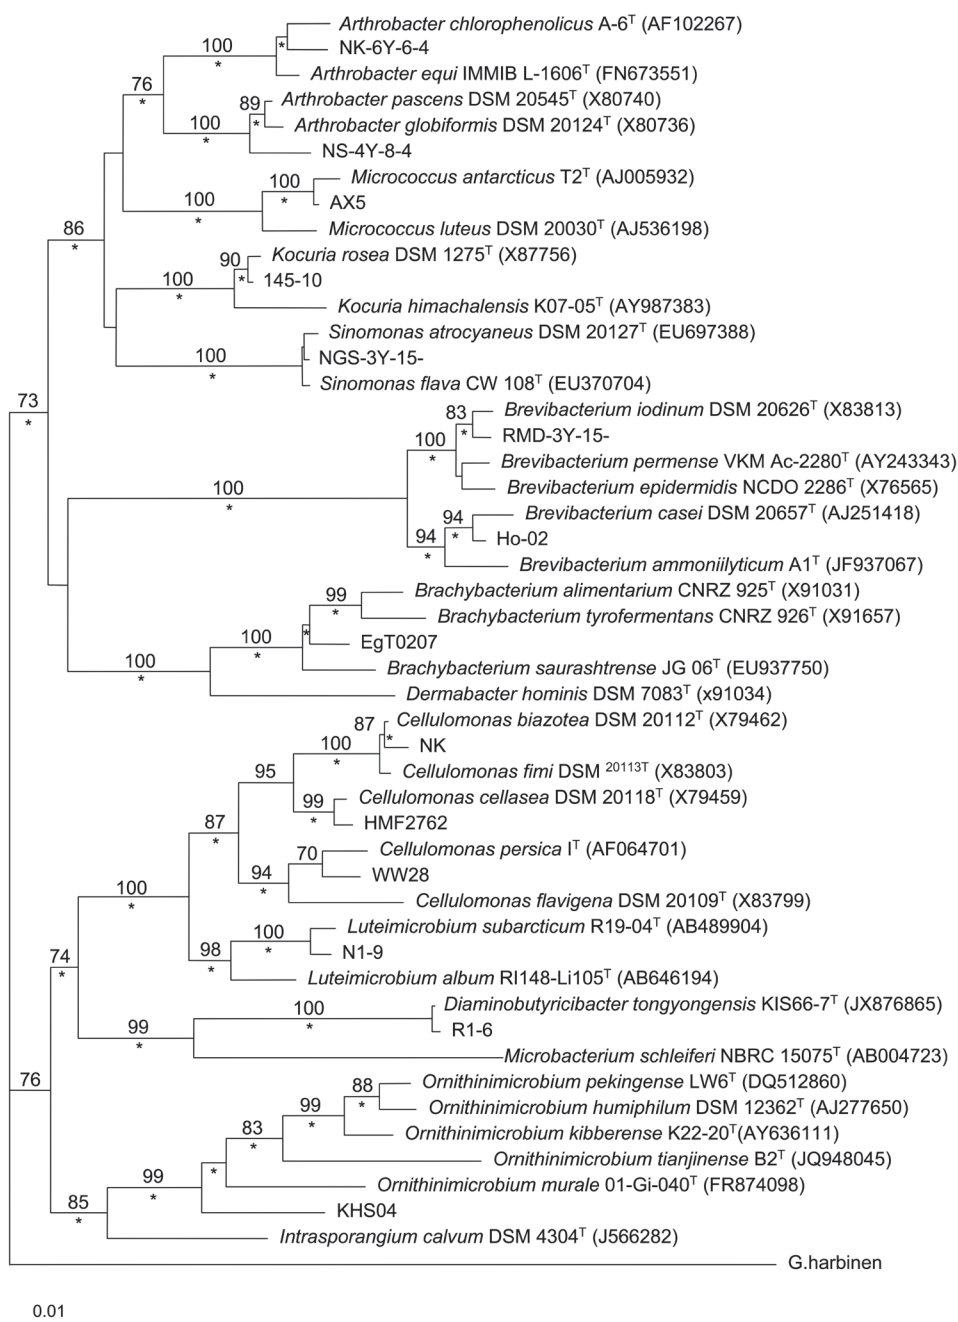 Arthrobacter chlorophenolicus A-6T (AF102267)
100
*
NK-6Y-6-4
*
Arthrobacter equi IMMIB L-1606T (FN673551)
76
*
89
Arthrobacter pascens DSM 20545T (X80740)
100
*
*
Arthrobacter globiformis DSM 20124T (X80736)
NS-4Y-8-4
100
Micrococcus antarcticus T2T (AJ005932)
100
*
*
AX5
Micrococcus luteus DSM 20030T (AJ536198)
86
*
90
Kocuria rosea DSM 1275T (X87756)
100
*
*
145-10
Kocuria himachalensis K07-05T (AY987383)
Sinomonas atrocyaneus DSM 20127T (EU697388)
100
*
NGS-3Y-15-
Sinomonas flava CW 108T (EU370704)
73
*
83
Brevibacterium iodinum DSM 20626T (X83813)
100
*
*
RMD-3Y-15-
Brevibacterium permense VKM Ac-2280T (AY243343)
100
*
Brevibacterium epidermidis NCDO 2286T (X76565)
94
Brevibacterium casei DSM 20657T (AJ251418)
94
*
*
Ho-02
Brevibacterium ammoniilyticum A1T (JF937067)
99
*
Brachybacterium alimentarium CNRZ 925T (X91031)
Brachybacterium tyrofermentans CNRZ 926T (X91657)
100
*
*
EgT0207
100
*
Brachybacterium saurashtrense JG 06T (EU937750)
Dermabacter hominis DSM 7083T (x91034)
87
Cellulomonas biazotea DSM 20112T (X79462)
100
*
*
NK
95
Cellulomonas fimi DSM 20113T (X83803)
99
*
Cellulomonas cellasea DSM 20118T (X79459)
HMF2762
87
*
70
Cellulomonas persica IT (AF064701)
94
*
WW28
Cellulomonas flavigena DSM 20109T (X83799)
100
*
100
*
Luteimicrobium subarcticum R19-04T (AB489904)
98
*
N1-9
Luteimicrobium album RI148-Li105T (AB646194)
74
*
100
*
Diaminobutyricibacter tongyongensis KIS66-7T (JX876865)
99
*
R1-6
Microbacterium schleiferi NBRC 15075T (AB004723)
76
88
*
Ornithinimicrobium pekingense LW6T (DQ512860)
99
*
Ornithinimicrobium humiphilum DSM 12362T (AJ277650)
83
*
Ornithinimicrobium kibberense K22-20T(AY636111)
Ornithinimicrobium tianjinense B2T (JQ948045)
99
*
*
Ornithinimicrobium murale 01-Gi-040T (FR874098)
85
*
KHS04
Intrasporangium calvum DSM 4304T (J566282)
G.harbinen
0.01